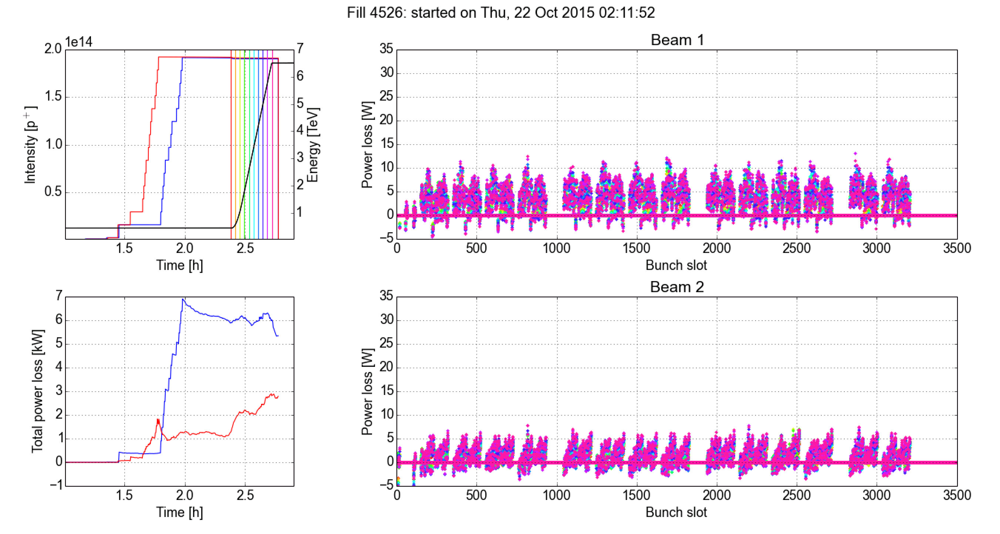 Fill 4526: started on Thu, 22 Oct 2015 02:11:52
1e14
2.0
1.5
1.0
0.5
Intensity [p+]
7
6
5
4
3
2
1
Energy [TeV]
1.5 2.0 2.5
Time [h]
Beam 1
35
30
25
20
15
10
5
0
−5
Power loss [W]
0 500 1000 1500 2000 2500 3000 3500
Bunch slot
7
6
5
4
3
2
1
0
−1
Total power loss [kW]
1.5 2.0 2.5
Time [h]
Beam 2
35
30
25
20
15
10
5
0
−5
Power loss [W]
0 500 1000 1500 2000 2500 3000 3500
Bunch slot